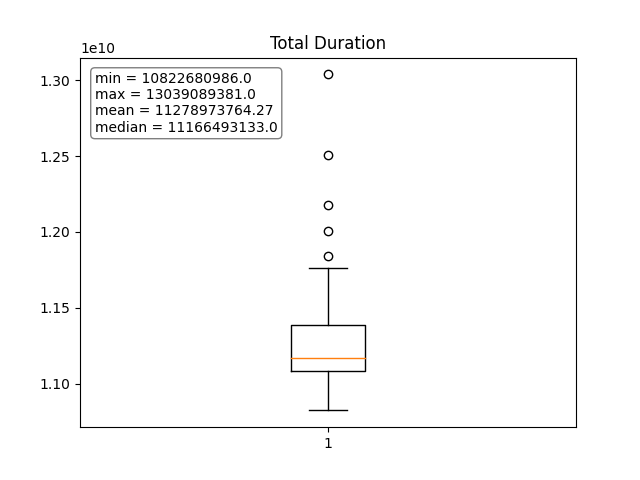 Total Duration
1e10
min = 10822680986.0
max = 13039089381.0
mean = 11278973764.27
median = 11166493133.0
1.30
1.25
1.20
1.15
1.10
1